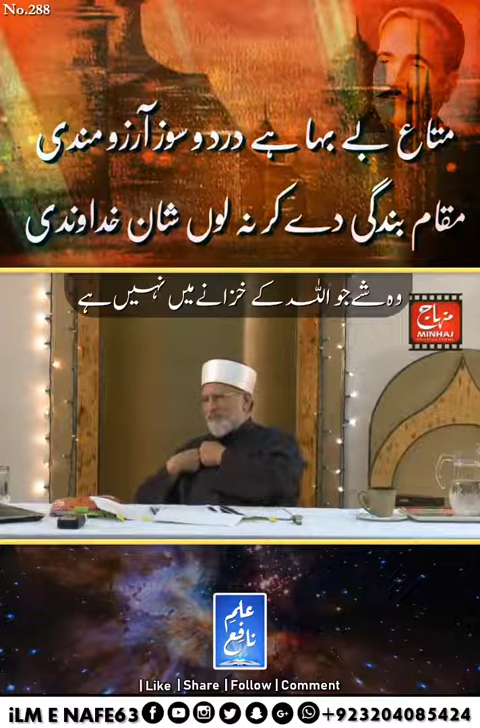 No.288
متاع بے بہا ہے درد و سوز آرزو مندی
مقام بندگی دے کر نہ لوں شان خداوندی
وہ شے جو اللہ کے خزانے میں نہیں ہے
منہاج
MINHAJ
علمِ
نافع
| Like | Share | Follow | Comment
iLM E NAFE63 +923204085424